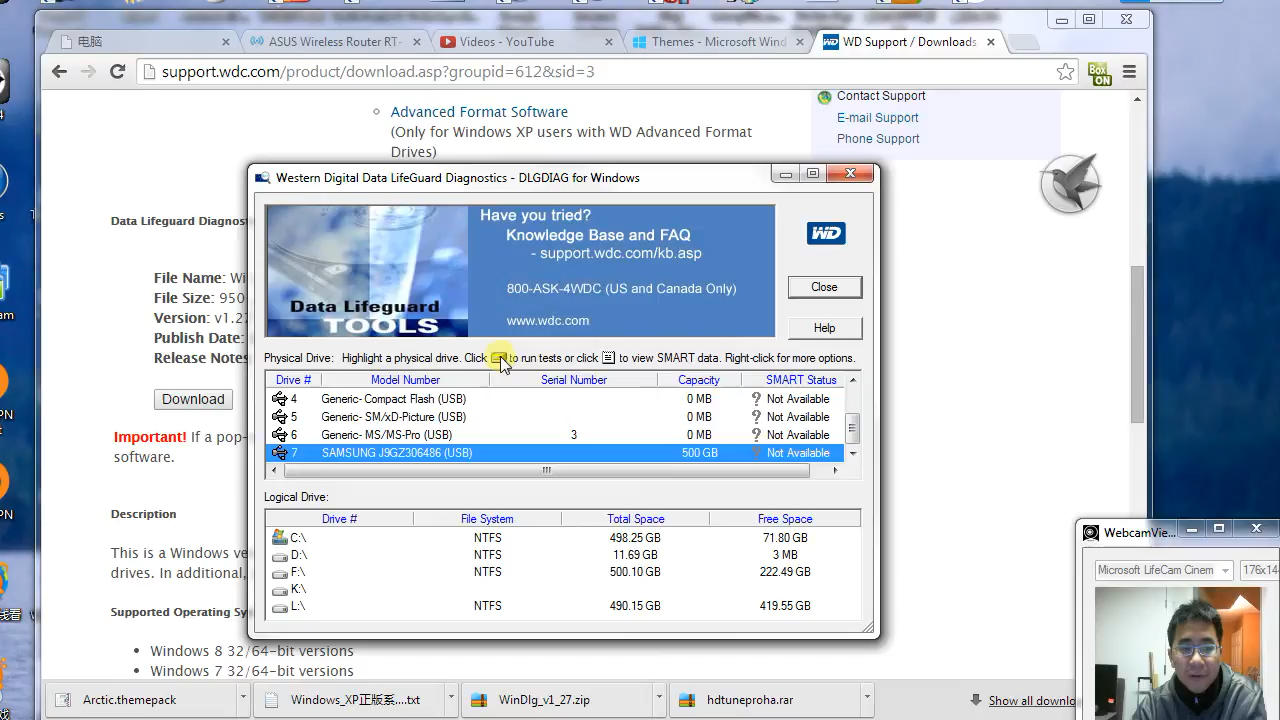 电脑
ASUS Wireless Router RT-
Videos - YouTube
Themes - Microsoft Wind
WD Support / Downloads
support.wdc.com/product/download.asp?groupid=612&sid=3
Box
ON
Advanced Format Software
(Only for Windows XP users with WD Advanced Format
Drives)
Contact Support
E-mail Support
Phone Support
Western Digital Data LifeGuard Diagnostics - DLGDIAG for Windows
Data Lifeguard Diagnos
Have you tried?
Knowledge Base and FAQ
- support.wdc.com/kb.asp
800-ASK-4WDC (US and Canada Only)
www.wdc.com
Data Lifeguard
TOOLS
WD
Close
Help
File Name: Wi
File Size: 950
Version: v1.27
Publish Date:
Release Notes
Download
Important! If a pop-
software.
Physical Drive: Highlight a physical drive. Click to run tests or click to view SMART data. Right-click for more options.
Drive # Model Number Serial Number Capacity SMART Status
4 Generic- Compact Flash (USB) 0 MB ? Not Available
5 Generic- SM/xD-Picture (USB) 0 MB ? Not Available
6 Generic- MS/MS-Pro (USB) 3 0 MB ? Not Available
7 SAMSUNG J9GZ306486 (USB) 500 GB ? Not Available
Logical Drive:
Drive # File System Total Space Free Space
C:\ NTFS 498.25 GB 71.80 GB
D:\ NTFS 11.69 GB 3 MB
F:\ NTFS 500.10 GB 222.49 GB
K:\
L:\ NTFS 490.15 GB 419.55 GB
Description
This is a Windows ve
drives. In additional,
Supported Operating Sy
• Windows 8 32/64-bit versions
• Windows 7 32/64-bit versions
WebcamVie...
Microsoft LifeCam Cinem
176x14
Arctic.themepack
Windows_XP正版系....txt
WinDlg_v1_27.zip
hdtuneproha.rar
Show all downlo